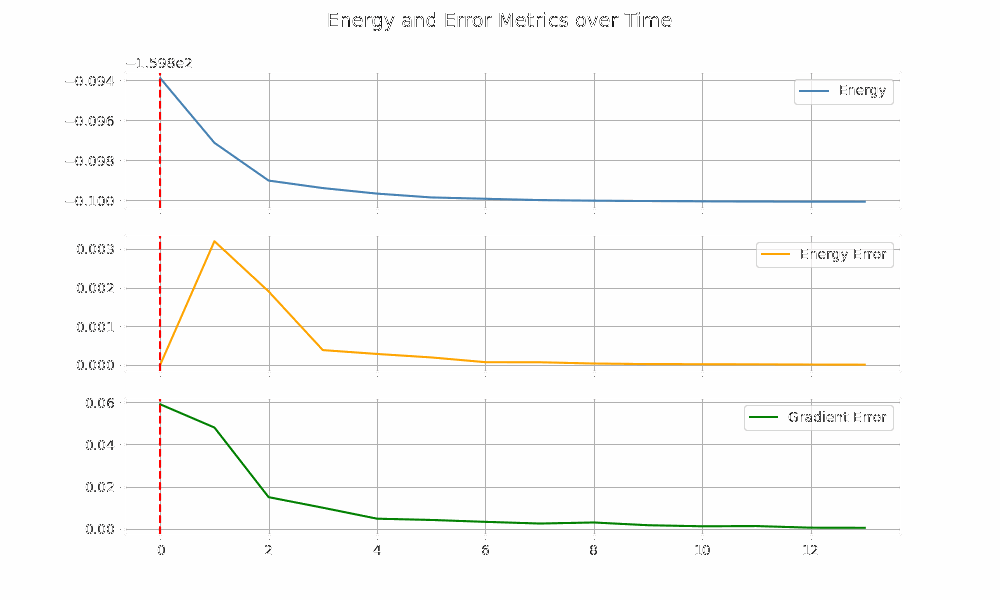 Energy and Error Metrics over Time
−1.598e2
−0.094
−0.096
−0.098
−0.100
Energy
0.003
0.002
0.001
0.000
Energy Error
0.06
0.04
0.02
0.00
Gradient Error
0 2 4 6 8 10 12